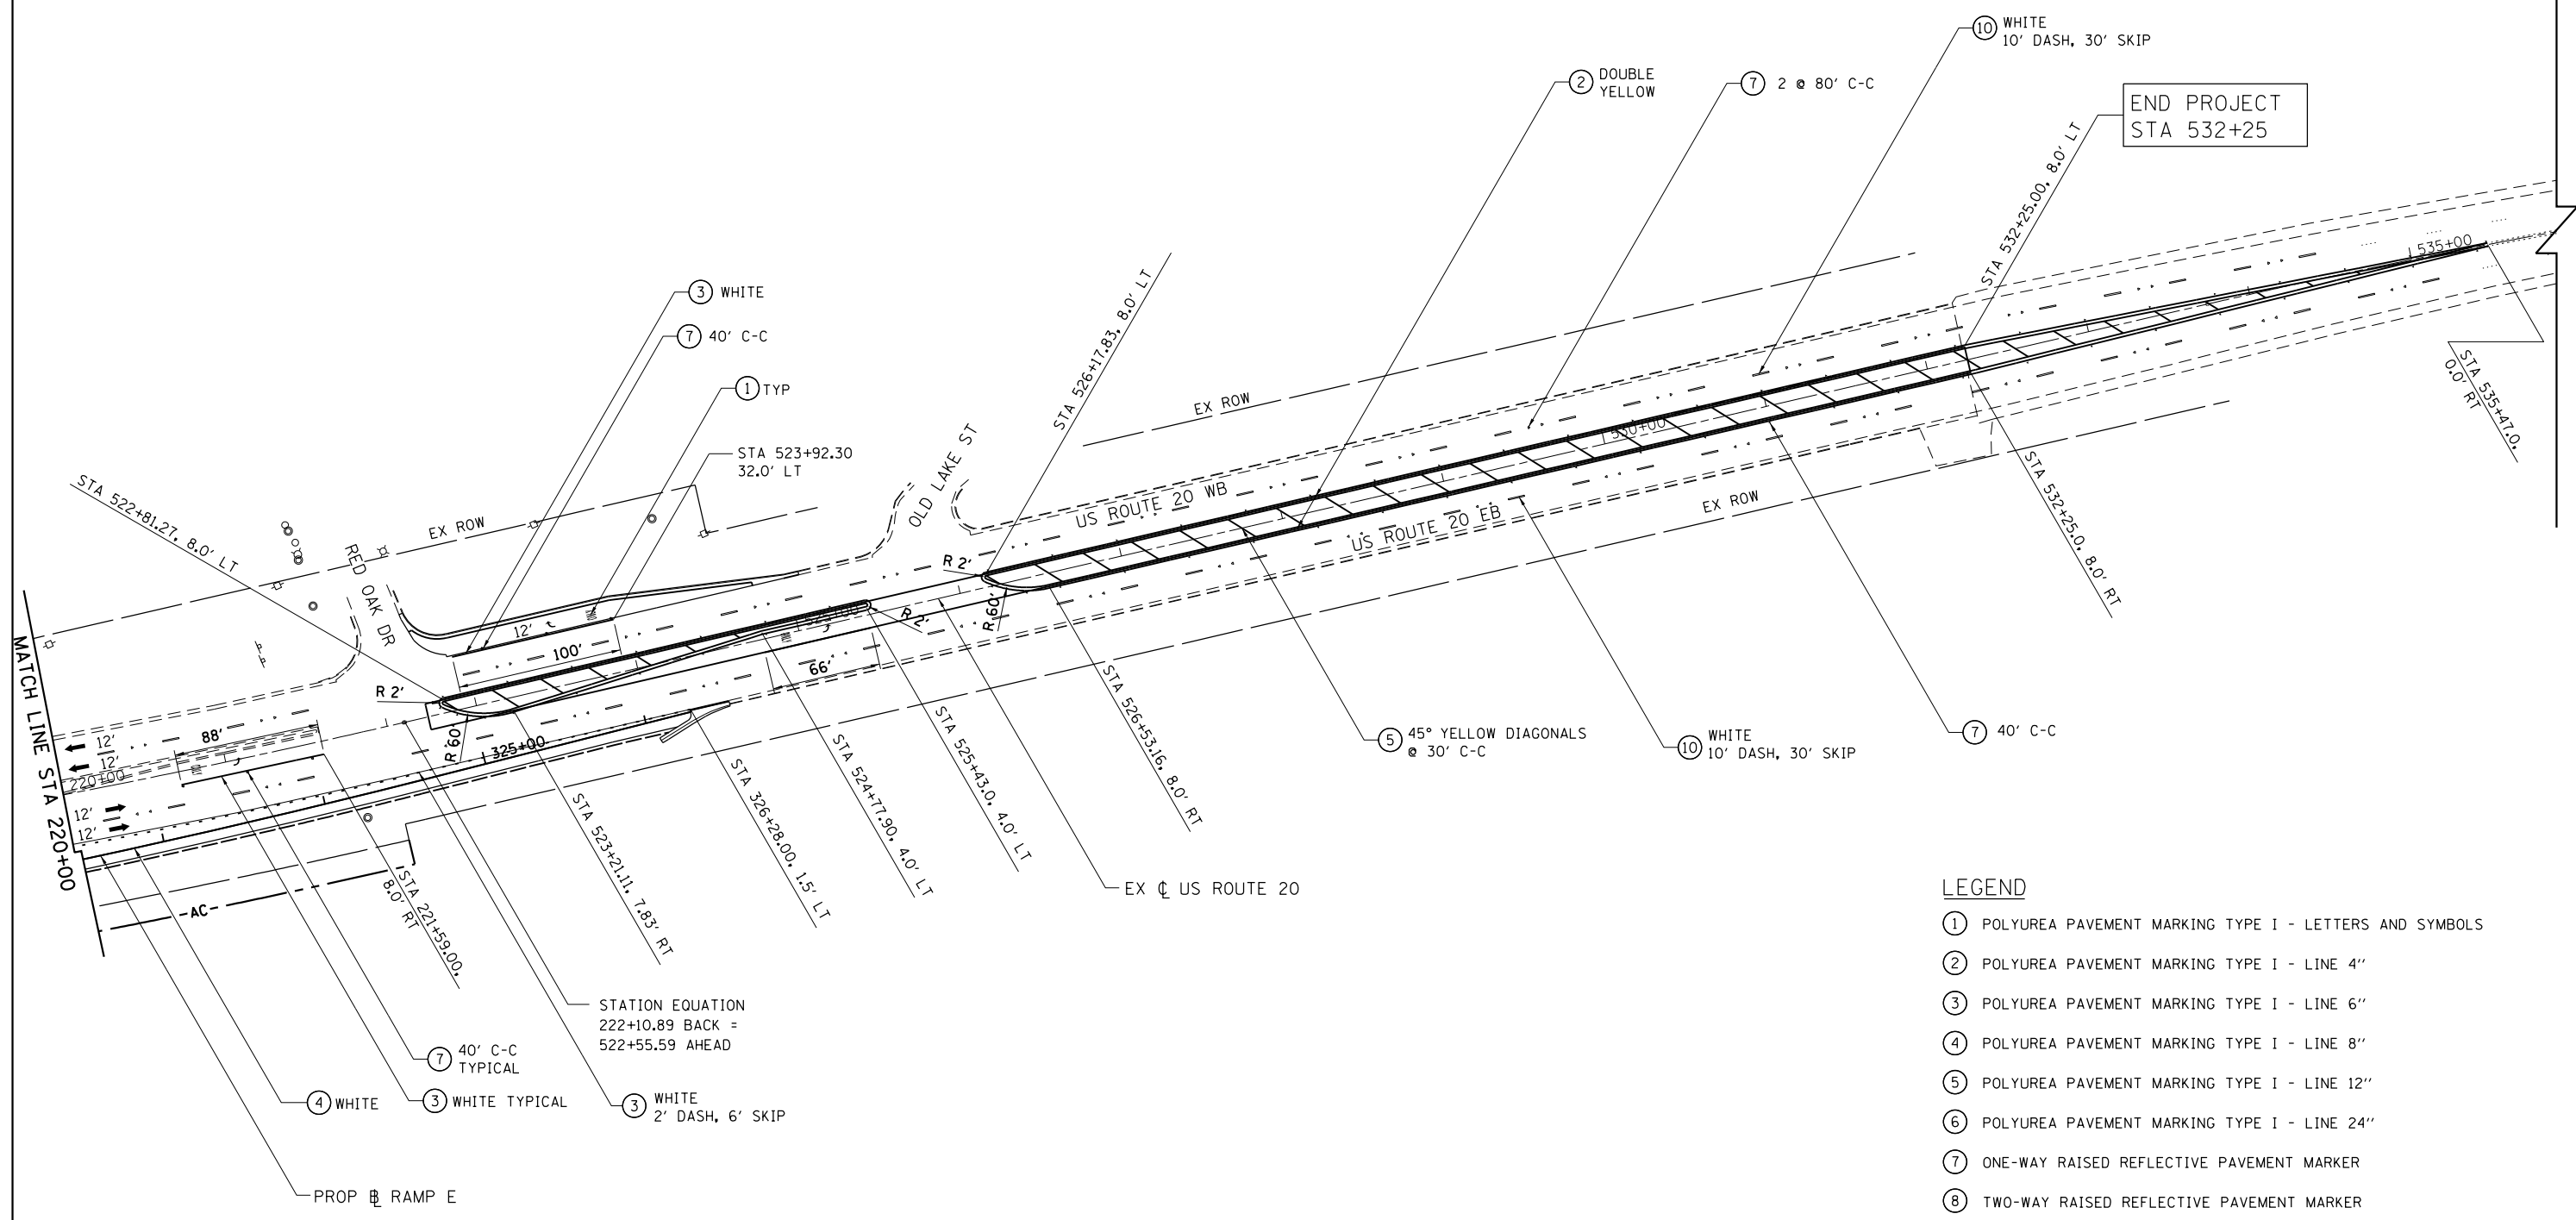 10 WHITE
10' DASH, 30' SKIP
2 DOUBLE
YELLOW
7 2 @ 80' C-C
END PROJECT
STA 532+25
STA 532+25.00, 8.0' LT
535+00
STA 535+47.0,
0.0' RT
3 WHITE
7 40' C-C
1 TYP
STA 523+92.30
32.0' LT
STA 526+17.83, 8.0' LT
EX ROW
OLD LAKE ST
US ROUTE 20 WB
530+00
US ROUTE 20 EB
EX ROW
STA 532+25.0, 8.0' RT
STA 522+81.27, 8.0' LT
EX ROW
RED OAK DR
R 2'
R 60'
12'
100'
525+00
R 2'
66'
R 2'
R 60'
MATCH LINE STA 220+00
12'
12'
220+00
12'
12'
88'
325+00
AC
STA 221+59.00,
8.0' RT
STA 523+21.11, 7.83' RT
STA 326+28.00, 1.5' LT
STA 524+77.90, 4.0' LT
STA 525+43.0, 4.0' LT
STA 526+53.16, 8.0' RT
5 45° YELLOW DIAGONALS
@ 30' C-C
10 WHITE
10' DASH, 30' SKIP
7 40' C-C
EX ℄ US ROUTE 20
STATION EQUATION
222+10.89 BACK =
522+55.59 AHEAD
7 40' C-C
TYPICAL
4 WHITE
3 WHITE TYPICAL
3 WHITE
2' DASH, 6' SKIP
PROP B̲L RAMP E
LEGEND
1 POLYUREA PAVEMENT MARKING TYPE I - LETTERS AND SYMBOLS
2 POLYUREA PAVEMENT MARKING TYPE I - LINE 4''
3 POLYUREA PAVEMENT MARKING TYPE I - LINE 6''
4 POLYUREA PAVEMENT MARKING TYPE I - LINE 8''
5 POLYUREA PAVEMENT MARKING TYPE I - LINE 12''
6 POLYUREA PAVEMENT MARKING TYPE I - LINE 24''
7 ONE-WAY RAISED REFLECTIVE PAVEMENT MARKER
8 TWO-WAY RAISED REFLECTIVE PAVEMENT MARKER